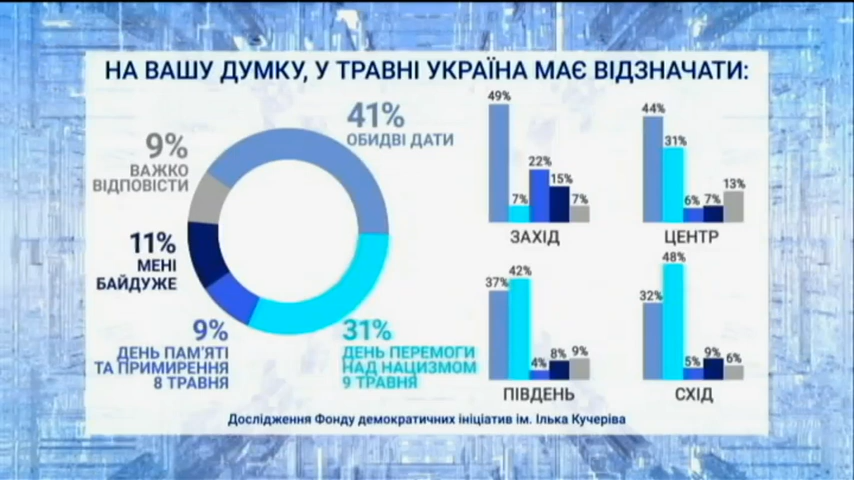 НА ВАШУ ДУМКУ, У ТРАВНІ УКРАЇНА МАЄ ВІДЗНАЧАТИ:
41%
ОБИДВІ ДАТИ
9%
ВАЖКО
ВІДПОВІСТИ
11%
МЕНІ
БАЙДУЖЕ
9%
ДЕНЬ ПАМ'ЯТІ
ТА ПРИМИРЕННЯ
8 ТРАВНЯ
31%
ДЕНЬ ПЕРЕМОГИ
НАД НАЦИЗМОМ
9 ТРАВНЯ
49%
7%
22%
15%
7%
ЗАХІД
44%
31%
6%
7%
13%
ЦЕНТР
37%
42%
4%
8%
9%
ПІВДЕНЬ
32%
48%
5%
9%
6%
СХІД
Дослідження Фонду демократичних ініціатив ім. Ілька Кучеріва